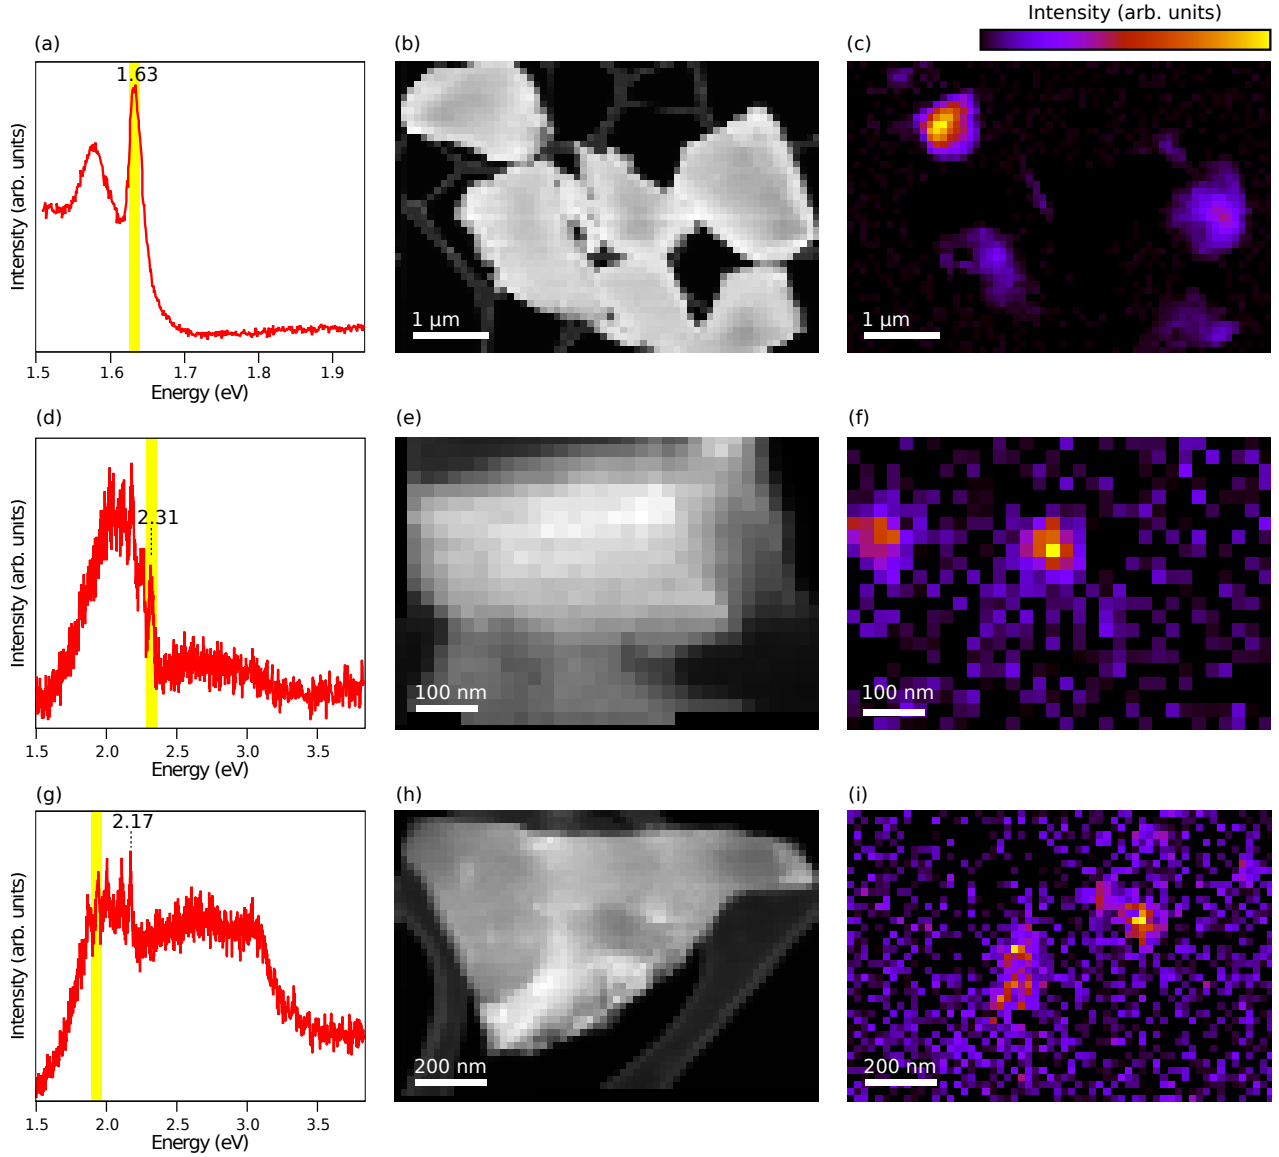 Intensity (arb. units)
(a)
(b)
(c)
1.63
Intensity (arb. units)
1 μm
1 μm
1.5 1.6 1.7 1.8 1.9
Energy (eV)
(d)
(e)
(f)
2.31
Intensity (arb. units)
100 nm
100 nm
1.5 2.0 2.5 3.0 3.5
Energy (eV)
(g)
(h)
(i)
2.17
Intensity (arb. units)
200 nm
200 nm
1.5 2.0 2.5 3.0 3.5
Energy (eV)